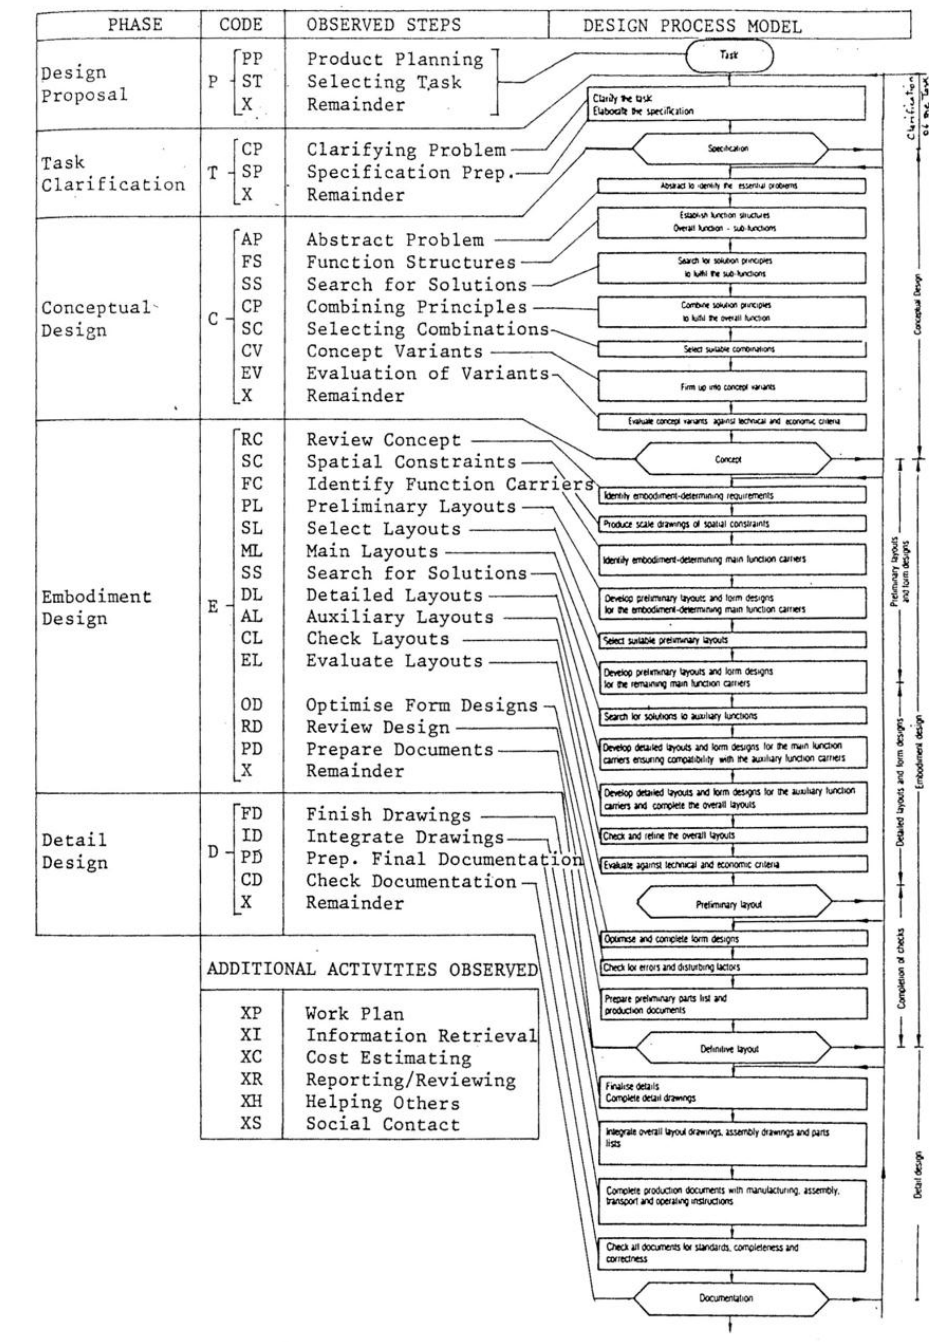 PHASE CODE OBSERVED STEPS DESIGN PROCESS MODEL
Design Proposal
P
PP Product Planning
ST Selecting Task
X Remainder
Task Clarification
T
CP Clarifying Problem
SP Specification Prep.
X Remainder
Conceptual Design
C
AP Abstract Problem
FS Function Structures
SS Search for Solutions
CP Combining Principles
SC Selecting Combinations
CV Concept Variants
EV Evaluation of Variants
X Remainder
Embodiment Design
E
RC Review Concept
SC Spatial Constraints
FC Identify Function Carriers
PL Preliminary Layouts
SL Select Layouts
ML Main Layouts
SS Search for Solutions
DL Detailed Layouts
AL Auxiliary Layouts
CL Check Layouts
EL Evaluate Layouts
OD Optimise Form Designs
RD Review Design
PD Prepare Documents
X Remainder
Detail Design
D
FD Finish Drawings
ID Integrate Drawings
PD Prep. Final Documentation
CD Check Documentation
X Remainder
ADDITIONAL ACTIVITIES OBSERVED
XP Work Plan
XI Information Retrieval
XC Cost Estimating
XR Reporting/Reviewing
XH Helping Others
XS Social Contact
Task
Clarify the task
Elaborate the specification
Specification
Abstract to identify the essential problems
Establish function structures
Overall function - sub-functions
Search for solution principles
to fulfil the sub-functions
Combine solution principles
to fulfil the overall function
Select suitable combinations
Firm up into concept variants
Evaluate concept variants against technical and economic criteria
Concept
Identify embodiment-determining requirements
Produce scale drawings of spatial constraints
Identify embodiment-determining main function carriers
Develop preliminary layouts and form designs
for the embodiment-determining main function carriers
Select suitable preliminary layouts
Develop preliminary layouts and form designs
for the remaining main function carriers
Search for solutions to auxiliary functions
Develop detailed layouts and form designs for the main function
carriers ensuring compatibility with the auxiliary function carriers
Develop detailed layouts and form designs for the auxiliary function
carriers and complete the overall layouts
Check and refine the overall layouts
Evaluate against technical and economic criteria
Preliminary layout
Optimise and complete form designs
Check for errors and disturbing factors
Prepare preliminary parts list and
production documents
Definitive layout
Finalise details
Complete detail drawings
Integrate overall layout drawings, assembly drawings and parts
lists
Complete production documents with manufacturing, assembly,
transport and operating instructions
Check all documents for standards, completeness and
correctness
Documentation
Clarification
of the Task
Conceptual Design
Preliminary layouts
and form designs
Detailed layouts and form designs
Completion of checks
Embodiment design
Detail design